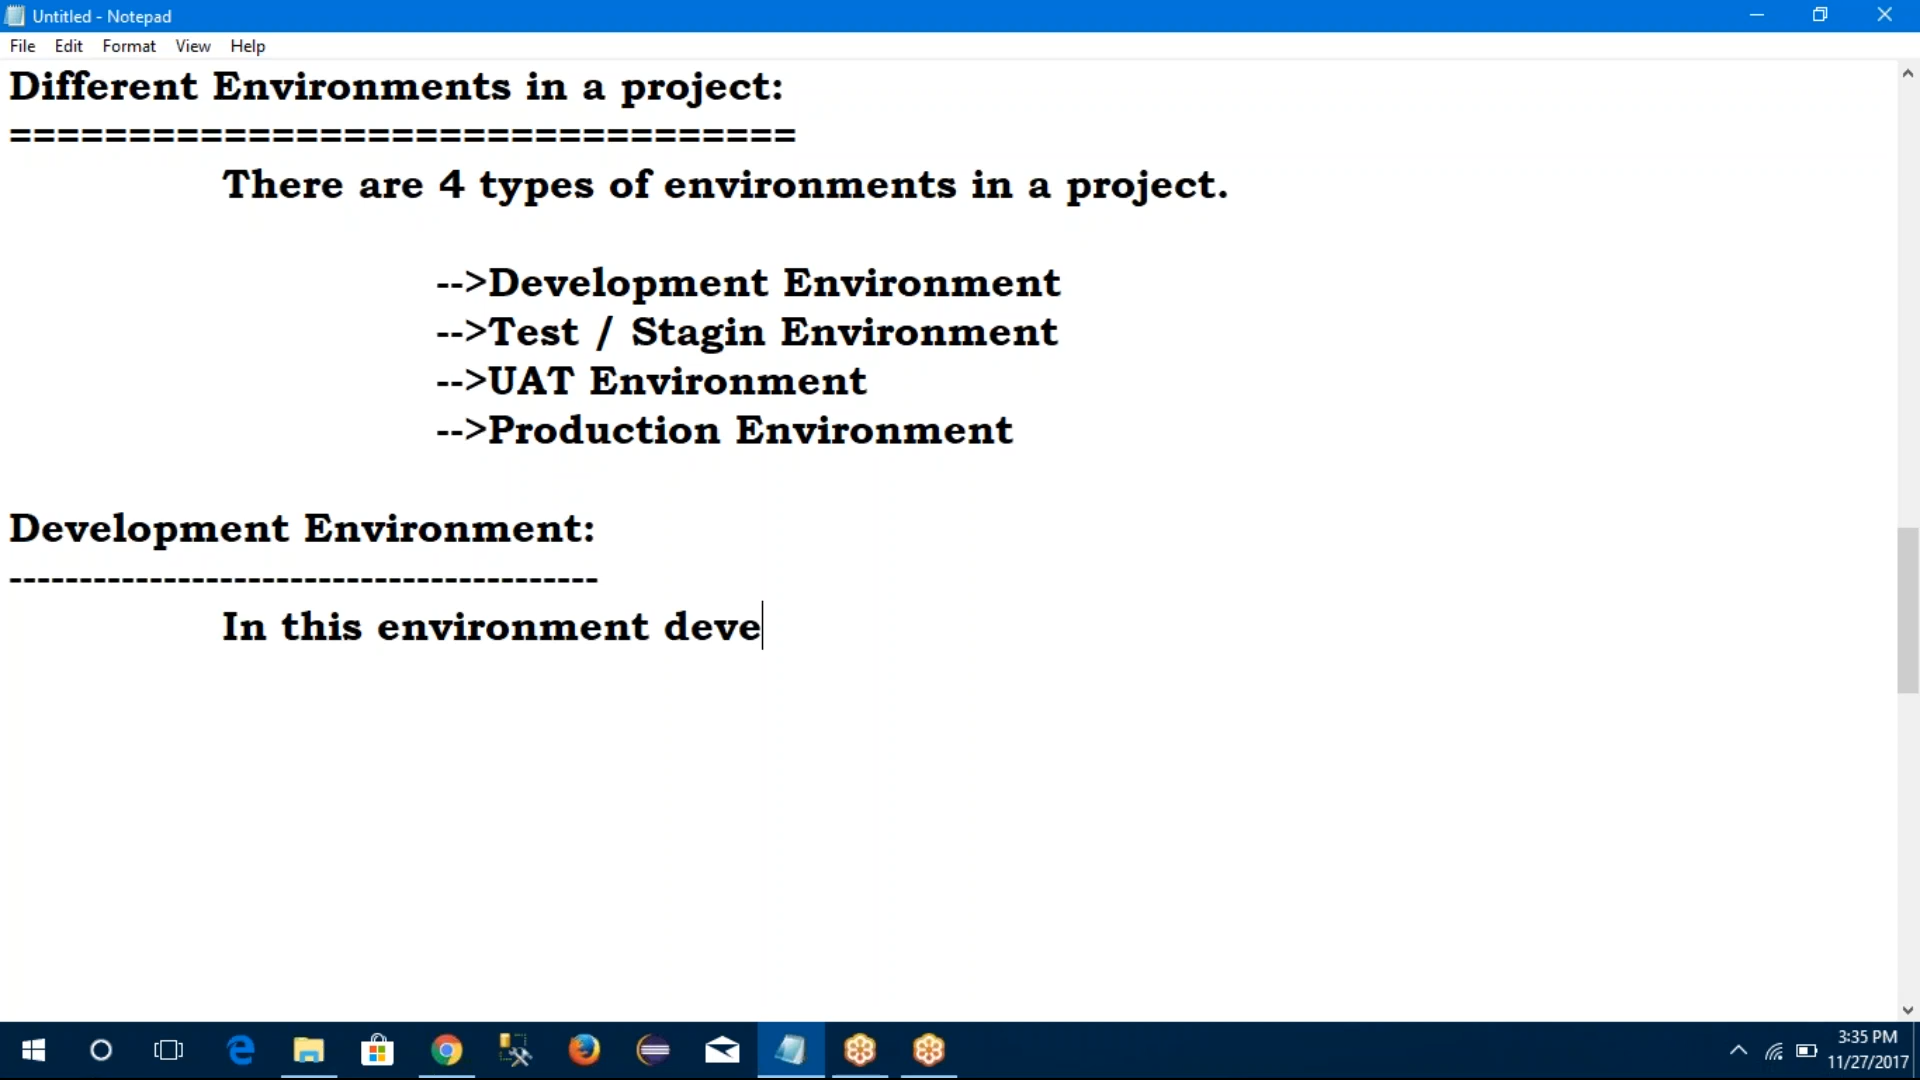 Untitled - Notepad
File Edit Format View Help
Different Environments in a project:
=================================
There are 4 types of environments in a project.
-->Development Environment
-->Test / Stagin Environment
-->UAT Environment
-->Production Environment
Development Environment:
------------------------------------------
In this environment deve
3:35 PM
11/27/2017